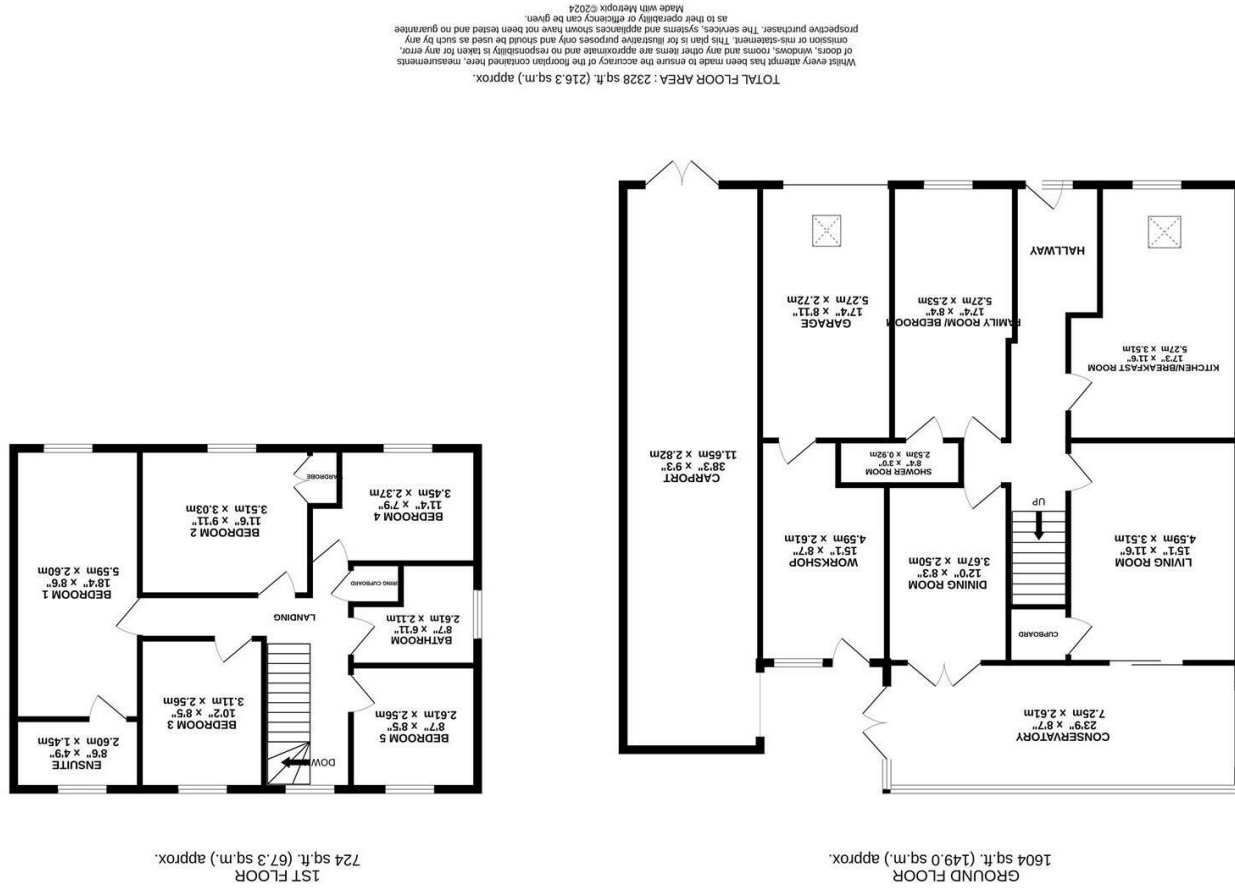 GROUND FLOOR
1604 sq.ft. (149.0 sq.m.) approx.
1ST FLOOR
724 sq.ft. (67.3 sq.m.) approx.
CONSERVATORY
23'9" x 8'7"
7.25m x 2.61m
CUPBOARD
LIVING ROOM
15'1" x 11'6"
4.59m x 3.51m
UP
DINING ROOM
12'0" x 8'3"
3.67m x 2.50m
WORKSHOP
15'1" x 8'7"
4.59m x 2.61m
SHOWER ROOM
8'4" x 3'0"
2.53m x 0.92m
CARPORT
38'3" x 9'3"
11.65m x 2.82m
KITCHEN/BREAKFAST ROOM
17'3" x 11'6"
5.27m x 3.51m
FAMILY ROOM/ BEDROOM
17'4" x 8'4"
5.27m x 2.53m
GARAGE
17'4" x 8'11"
5.27m x 2.72m
HALLWAY
BEDROOM 5
8'7" x 8'5"
2.61m x 2.56m
DOWN
BEDROOM 3
10'2" x 8'5"
3.11m x 2.56m
ENSUITE
8'6" x 4'9"
2.60m x 1.45m
BATHROOM
8'7" x 6'11"
2.61m x 2.11m
LANDING
CUPBOARD
BEDROOM 1
18'4" x 8'6"
5.59m x 2.60m
BEDROOM 4
11'4" x 7'9"
3.45m x 2.37m
BEDROOM 2
11'6" x 9'11"
3.51m x 3.03m
WARDROBE
TOTAL FLOOR AREA : 2328 sq.ft. (216.3 sq.m.) approx.
Whilst every attempt has been made to ensure the accuracy of the floorplan contained here, measurements
of doors, windows, rooms and any other items are approximate and no responsibility is taken for any error,
omission or mis-statement. This plan is for illustrative purposes only and should be used as such by any
prospective purchaser. The services, systems and appliances shown have not been tested and no guarantee
as to their operability or efficiency can be given.
Made with Metropix ©2024